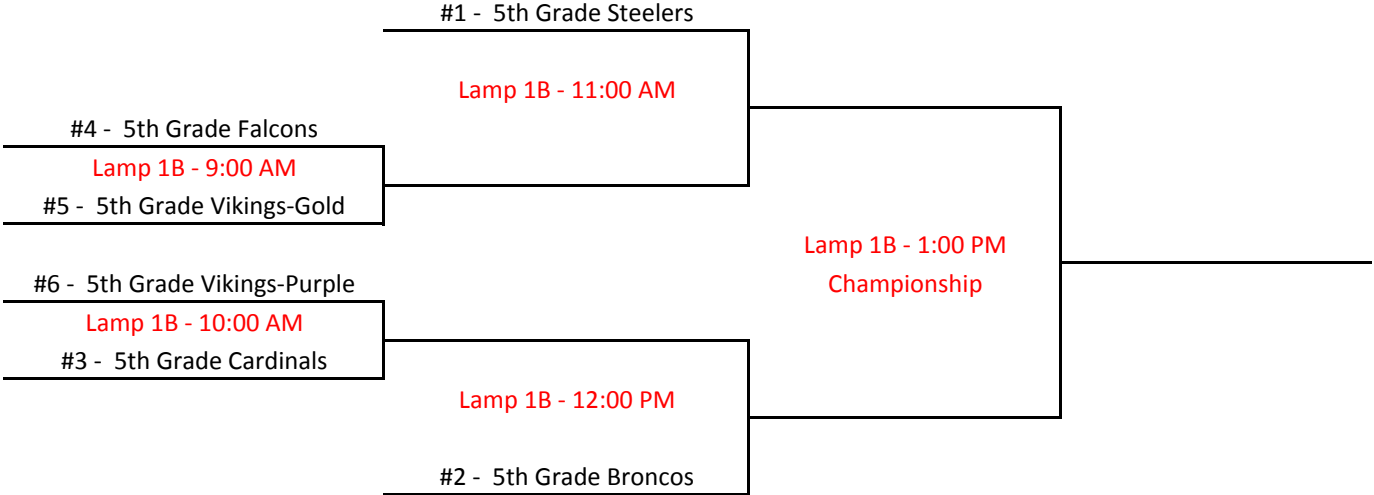 #1 - 5th Grade Steelers
Lamp 1B - 11:00 AM
#4 - 5th Grade Falcons
Lamp 1B - 9:00 AM
#5 - 5th Grade Vikings-Gold
Lamp 1B - 1:00 PM
Championship
#6 - 5th Grade Vikings-Purple
Lamp 1B - 10:00 AM
#3 - 5th Grade Cardinals
Lamp 1B - 12:00 PM
#2 - 5th Grade Broncos